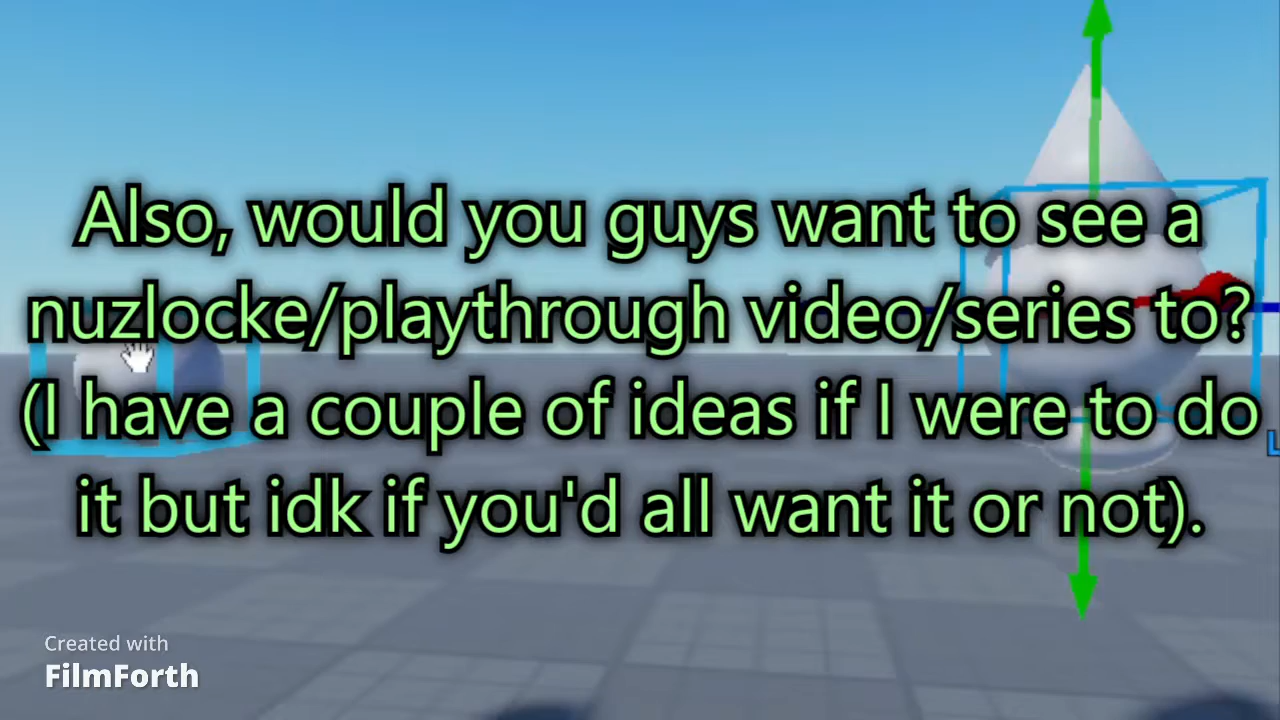 Also, would you guys want to see a
nuzlocke/playthrough video/series to?
(I have a couple of ideas if I were to do
it but idk if you'd all want it or not).
L
Created with
FilmForth